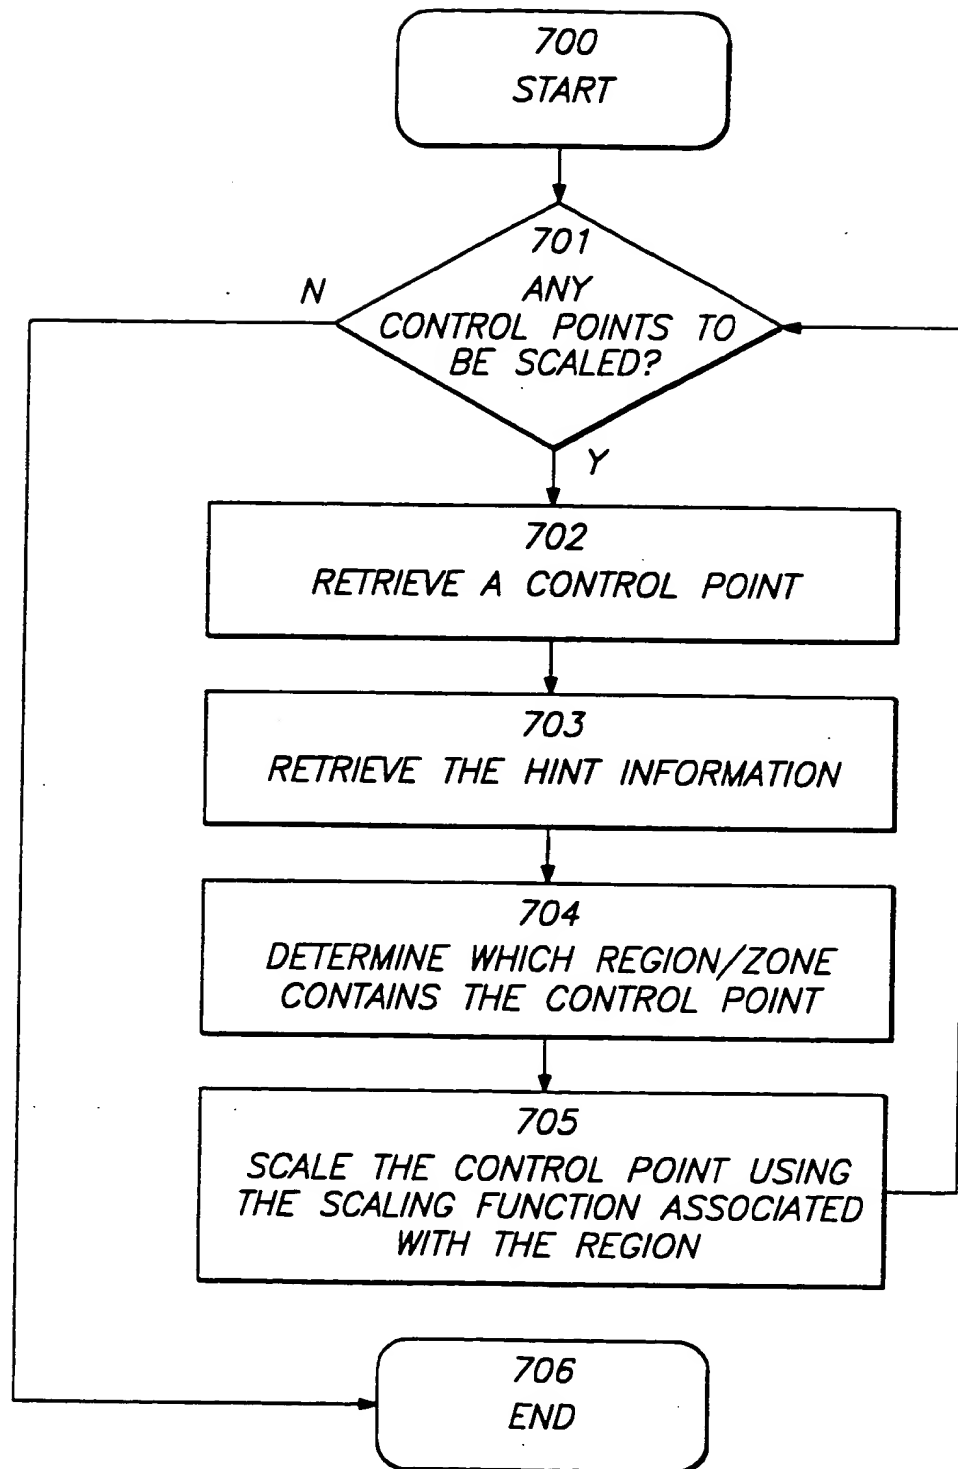 700
START
701
ANY
CONTROL POINTS TO
BE SCALED?
N
Y
702
RETRIEVE A CONTROL POINT
703
RETRIEVE THE HINT INFORMATION
704
DETERMINE WHICH REGION/ZONE
CONTAINS THE CONTROL POINT
705
SCALE THE CONTROL POINT USING
THE SCALING FUNCTION ASSOCIATED
WITH THE REGION
706
END